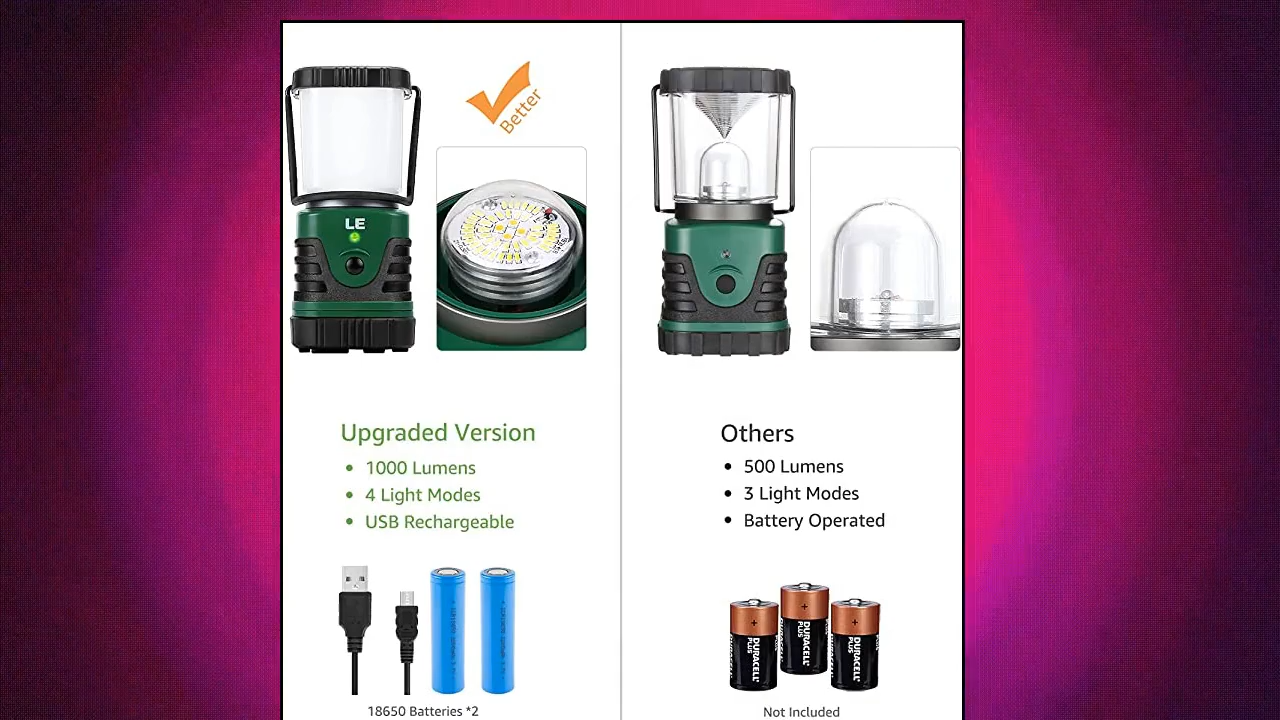 Better
LE
Upgraded Version
• 1000 Lumens
• 4 Light Modes
• USB Rechargeable
18650 Batteries *2
Others
• 500 Lumens
• 3 Light Modes
• Battery Operated
DURACELL
PLUS
DURACELL
PLUS
DURACELL
PLUS
Not Included